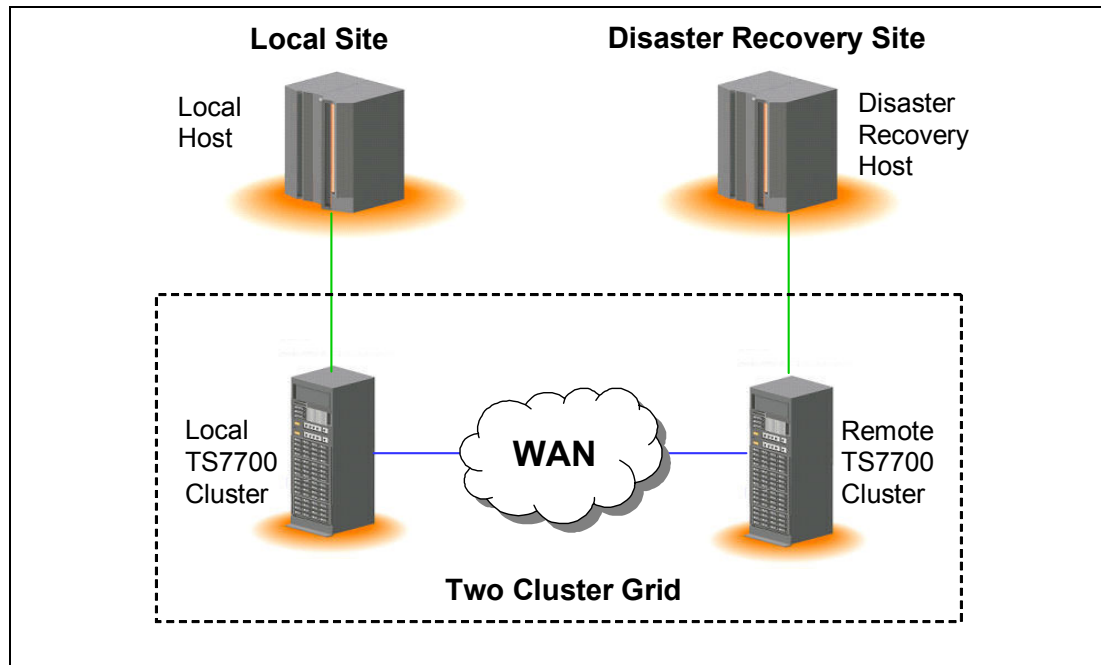 Local Site
Disaster Recovery Site
Local
Host
Disaster
Recovery
Host
Local
TS7700
Cluster
WAN
Remote
TS7700
Cluster
Two Cluster Grid